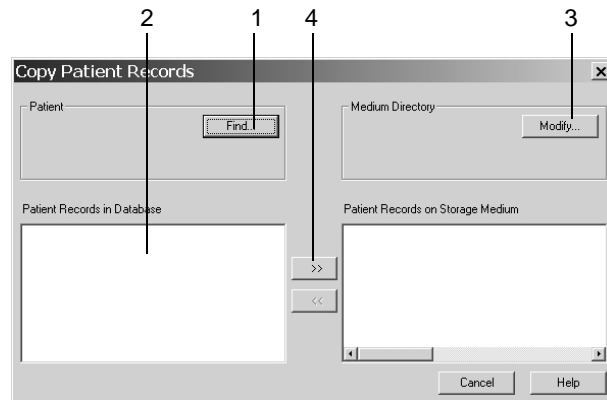 2 1 4 3
Copy Patient Records
Patient
Find...
Medium Directory
Modify...
Patient Records in Database
Patient Records on Storage Medium
>>
<<
Cancel Help